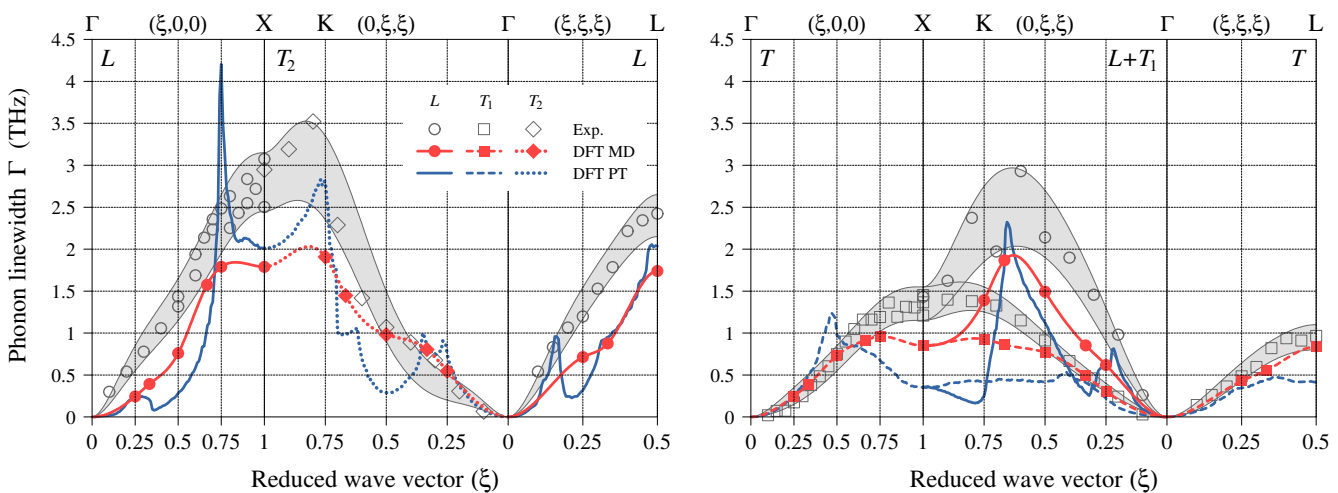 Γ (ξ,0,0) X K (0,ξ,ξ) Γ (ξ,ξ,ξ) L
4.5
4
3.5
3
2.5
2
1.5
1
0.5
0
Phonon linewidth Γ (THz)
L T₂ L
L T₁ T₂
Exp.
DFT MD
DFT PT
0 0.25 0.5 0.75 1 0.75 0.5 0.25 0 0.25 0.5
Reduced wave vector (ξ)
Γ (ξ,0,0) X K (0,ξ,ξ) Γ (ξ,ξ,ξ) L
4.5
4
3.5
3
2.5
2
1.5
1
0.5
0
T L+T₁ T
0 0.25 0.5 0.75 1 0.75 0.5 0.25 0 0.25 0.5
Reduced wave vector (ξ)